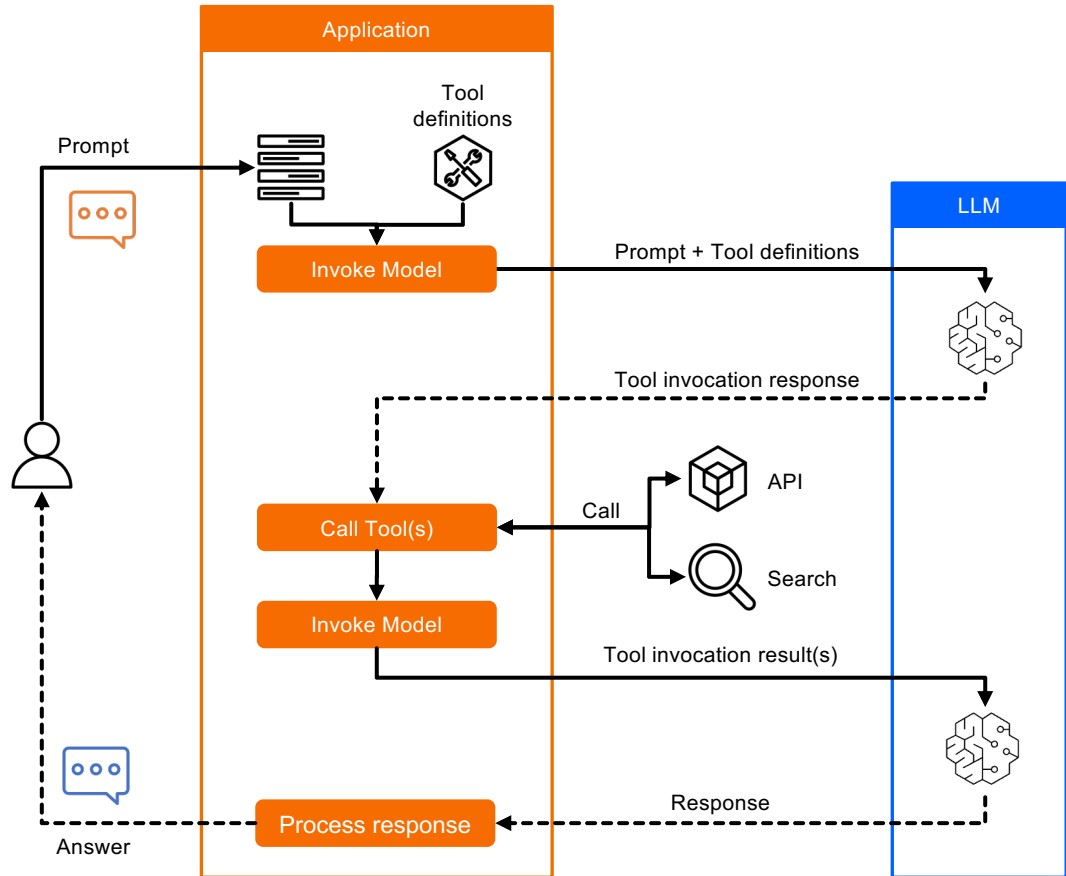 Application
Tool
definitions
Prompt
LLM
Invoke Model
Prompt + Tool definitions
Tool invocation response
API
Call
Call Tool(s)
Search
Invoke Model
Tool invocation result(s)
Response
Process response
Answer